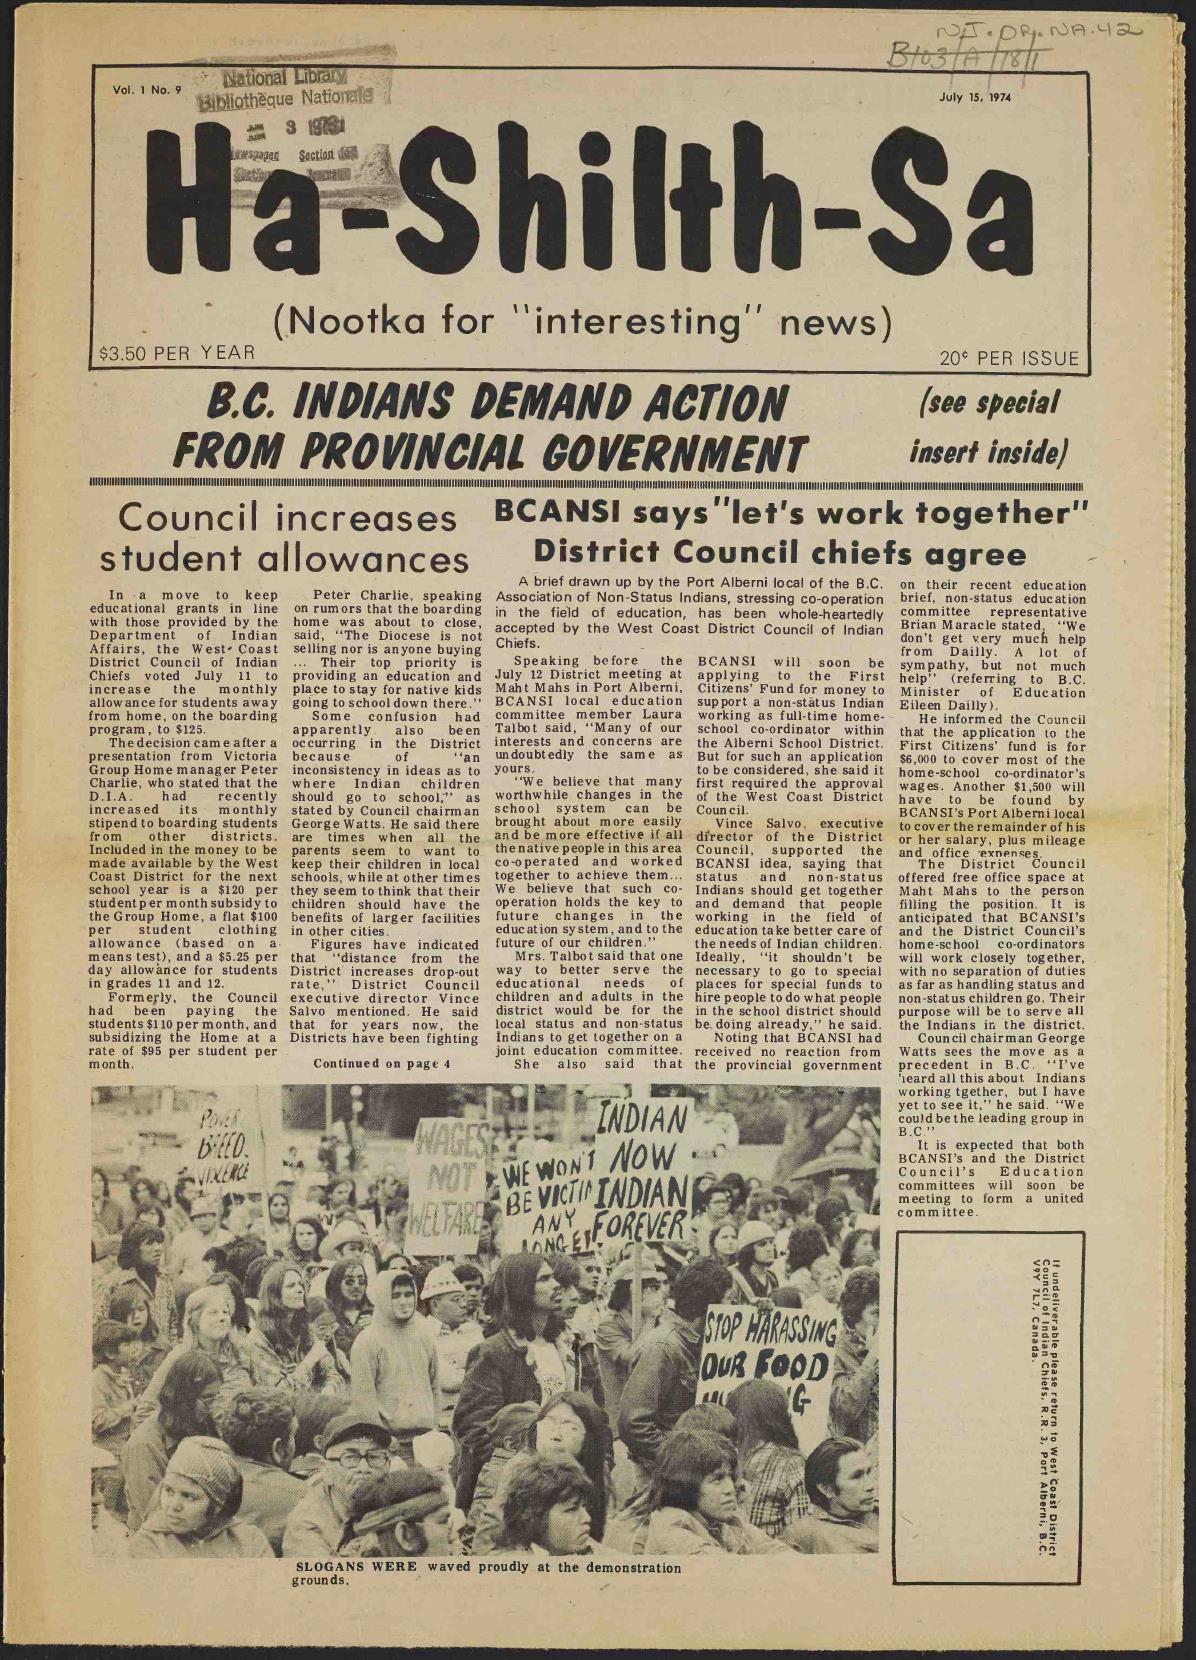 NJ.OR.NA.42
B103/A/18/1
National Library
Bibliothèque Nationale
3 1973
Newspaper Section des
Section Journaux
Vol. 1 No. 9
July 15, 1974
Ha-Shilth-Sa
(Nootka for "interesting" news)
$3.50 PER YEAR
20¢ PER ISSUE
B.C. INDIANS DEMAND ACTION
FROM PROVINCIAL GOVERNMENT
(see special
insert inside)
Council increases
student allowances
In a move to keep
educational grants in line
with those provided by the
Department of Indian
Affairs, the West Coast
District Council of Indian
Chiefs voted July 11 to
increase the monthly
allowance for students away
from home, on the boarding
program, to $125.
The decision came after a
presentation from Victoria
Group Home manager Peter
Charlie, who stated that the
D.I.A. had recently
increased its monthly
stipend to boarding students
from other districts.
Included in the money to be
made available by the West
Coast District for the next
school year is a $120 per
student per month subsidy to
the Group Home, a flat $100
per student clothing
allowance (based on a
means test), and a $5.25 per
day allowance for students
in grades 11 and 12.
Formerly, the Council
had been paying the
students $110 per month, and
subsidizing the Home at a
rate of $95 per student per
month.
Peter Charlie, speaking
on rumors that the boarding
home was about to close,
said, "The Diocese is not
selling nor is anyone buying
... Their top priority is
providing an education and
place to stay for native kids
going to school down there."
Some confusion had
apparently also been
occurring in the District
because of "an
inconsistency in ideas as to
where Indian children
should go to school," as
stated by Council chairman
George Watts. He said there
are times when all the
parents seem to want to
keep their children in local
schools, while at other times
they seem to think that their
children should have the
benefits of larger facilities
in other cities.
Figures have indicated
that "distance from the
District increases drop-out
rate," District Council
executive director Vince
Salvo mentioned. He said
that for years now, the
Districts have been fighting
Continued on page 4
BCANSI says "let's work together"
District Council chiefs agree
A brief drawn up by the Port Alberni local of the B.C.
Association of Non-Status Indians, stressing co-operation
in the field of education, has been whole-heartedly
accepted by the West Coast District Council of Indian
Chiefs.
Speaking before the
July 12 District meeting at
Maht Mahs in Port Alberni,
BCANSI local education
committee member Laura
Talbot said, "Many of our
interests and concerns are
undoubtedly the same as
yours.
"We believe that many
worthwhile changes in the
school system can be
brought about more easily
and be more effective if all
the native people in this area
co-operated and worked
together to achieve them...
We believe that such co-
operation holds the key to
future changes in the
education system, and to the
future of our children."
Mrs. Talbot said that one
way to better serve the
educational needs of
children and adults in the
district would be for the
local status and non-status
Indians to get together on a
joint education committee.
She also said that
BCANSI will soon be
applying to the First
Citizens' Fund for money to
support a non-status Indian
working as full-time home-
school co-ordinator within
the Alberni School District.
But for such an application
to be considered, she said it
first required the approval
of the West Coast District
Council.
Vince Salvo, executive
director of the District
Council, supported the
BCANSI idea, saying that
status and non-status
Indians should get together
and demand that people
working in the field of
education take better care of
the needs of Indian children.
Ideally, "it shouldn't be
necessary to go to special
places for special funds to
hire people to do what people
in the school district should
be doing already," he said.
Noting that BCANSI had
received no reaction from
the provincial government
on their recent education
brief, non-status education
committee representative
Brian Maracle stated, "We
don't get very much help
from Dailly. A lot of
sympathy, but not much
help" (referring to B.C.
Minister of Education
Eileen Dailly).
He informed the Council
that the application to the
First Citizens' fund is for
$6,000 to cover most of the
home-school co-ordinator's
wages. Another $1,500 will
have to be found by
BCANSI's Port Alberni local
to cover the remainder of his
or her salary, plus mileage
and office expenses.
The District Council
offered free office space at
Maht Mahs to the person
filling the position. It is
anticipated that BCANSI's
and the District Council's
home-school co-ordinators
will work closely together,
with no separation of duties
as far as handling status and
non-status children go. Their
purpose will be to serve all
the Indians in the district.
Council chairman George
Watts sees the move as a
precedent in B.C. "I've
heard all this about Indians
working tgether, but I have
yet to see it," he said. "We
could be the leading group in
B.C."
It is expected that both
BCANSI's and the District
Council's Education
committees will soon be
meeting to form a united
committee.
POWER
BREED
VIOLENCE
WAGES
NOT
WELFARE
WE WON'T
BE VICTIM
ANY
LONGER
INDIAN
NOW
INDIAN
FOREVER
STOP HARASSING
OUR FOOD
SLOGANS WERE waved proudly at the demonstration
grounds.
If undeliverable please return to West Coast District
Council of Indian Chiefs, R.R. 3, Port Alberni, B.C.
V9Y 7L7, Canada.